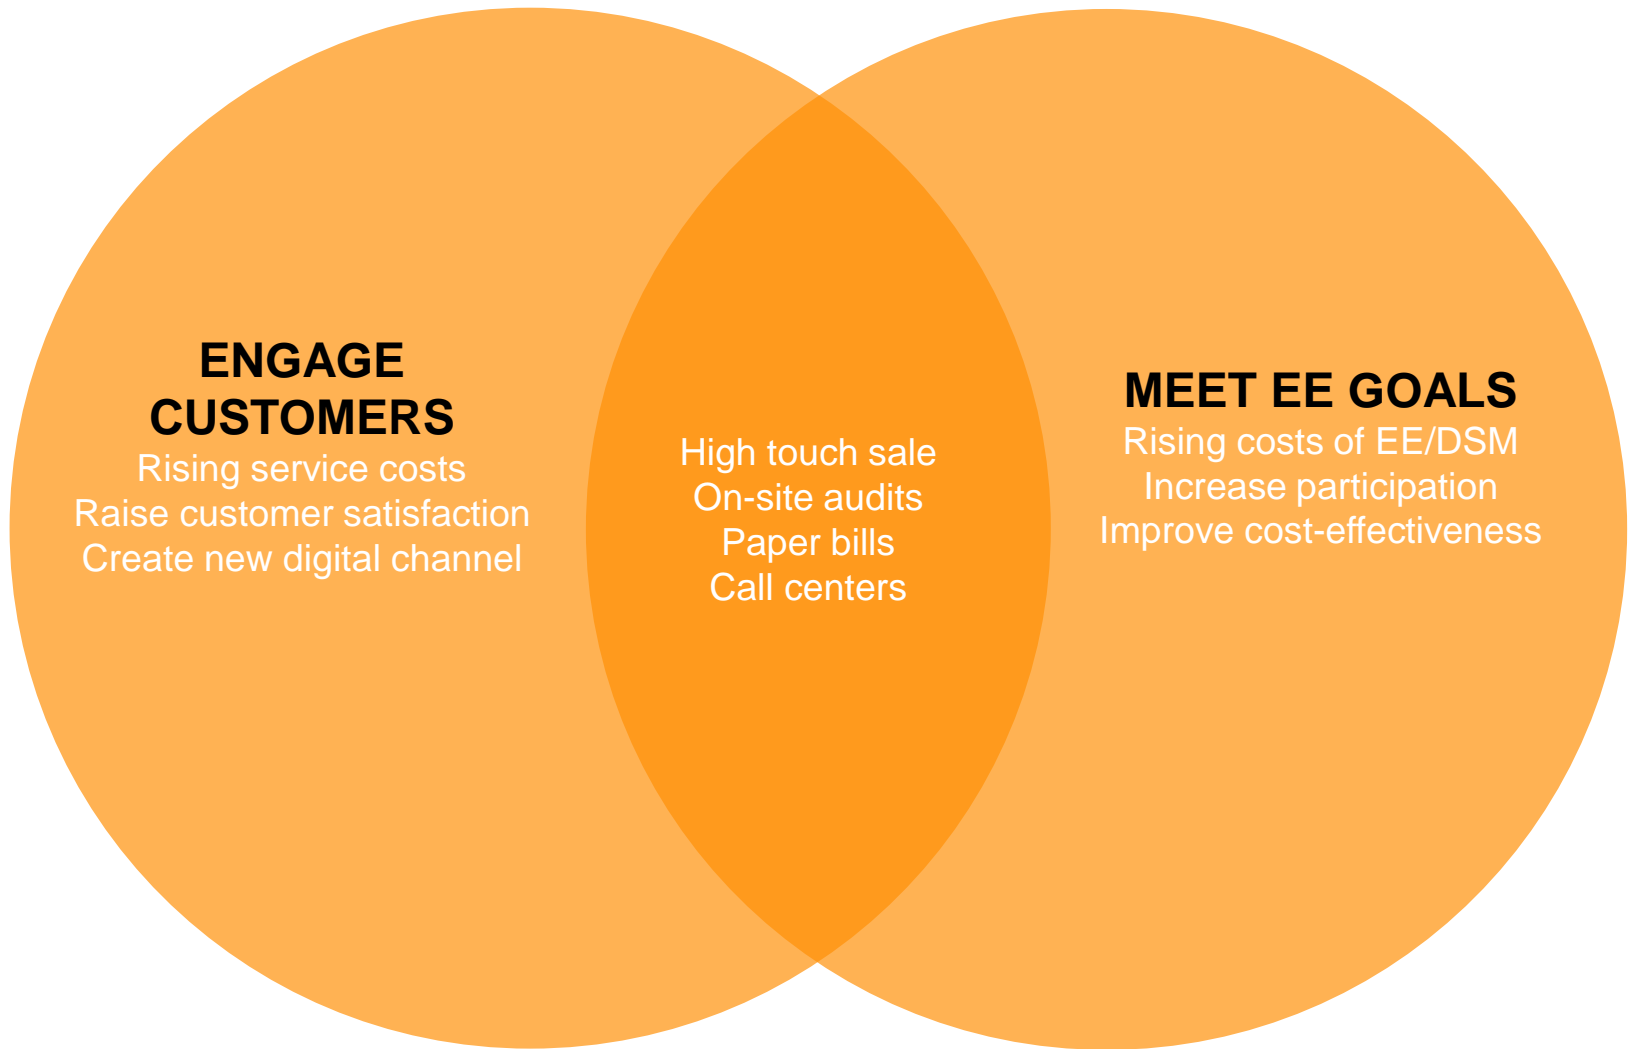 ENGAGE
CUSTOMERS
Rising service costs
Raise customer satisfaction
Create new digital channel
High touch sale
On-site audits
Paper bills
Call centers
MEET EE GOALS
Rising costs of EE/DSM
Increase participation
Improve cost-effectiveness